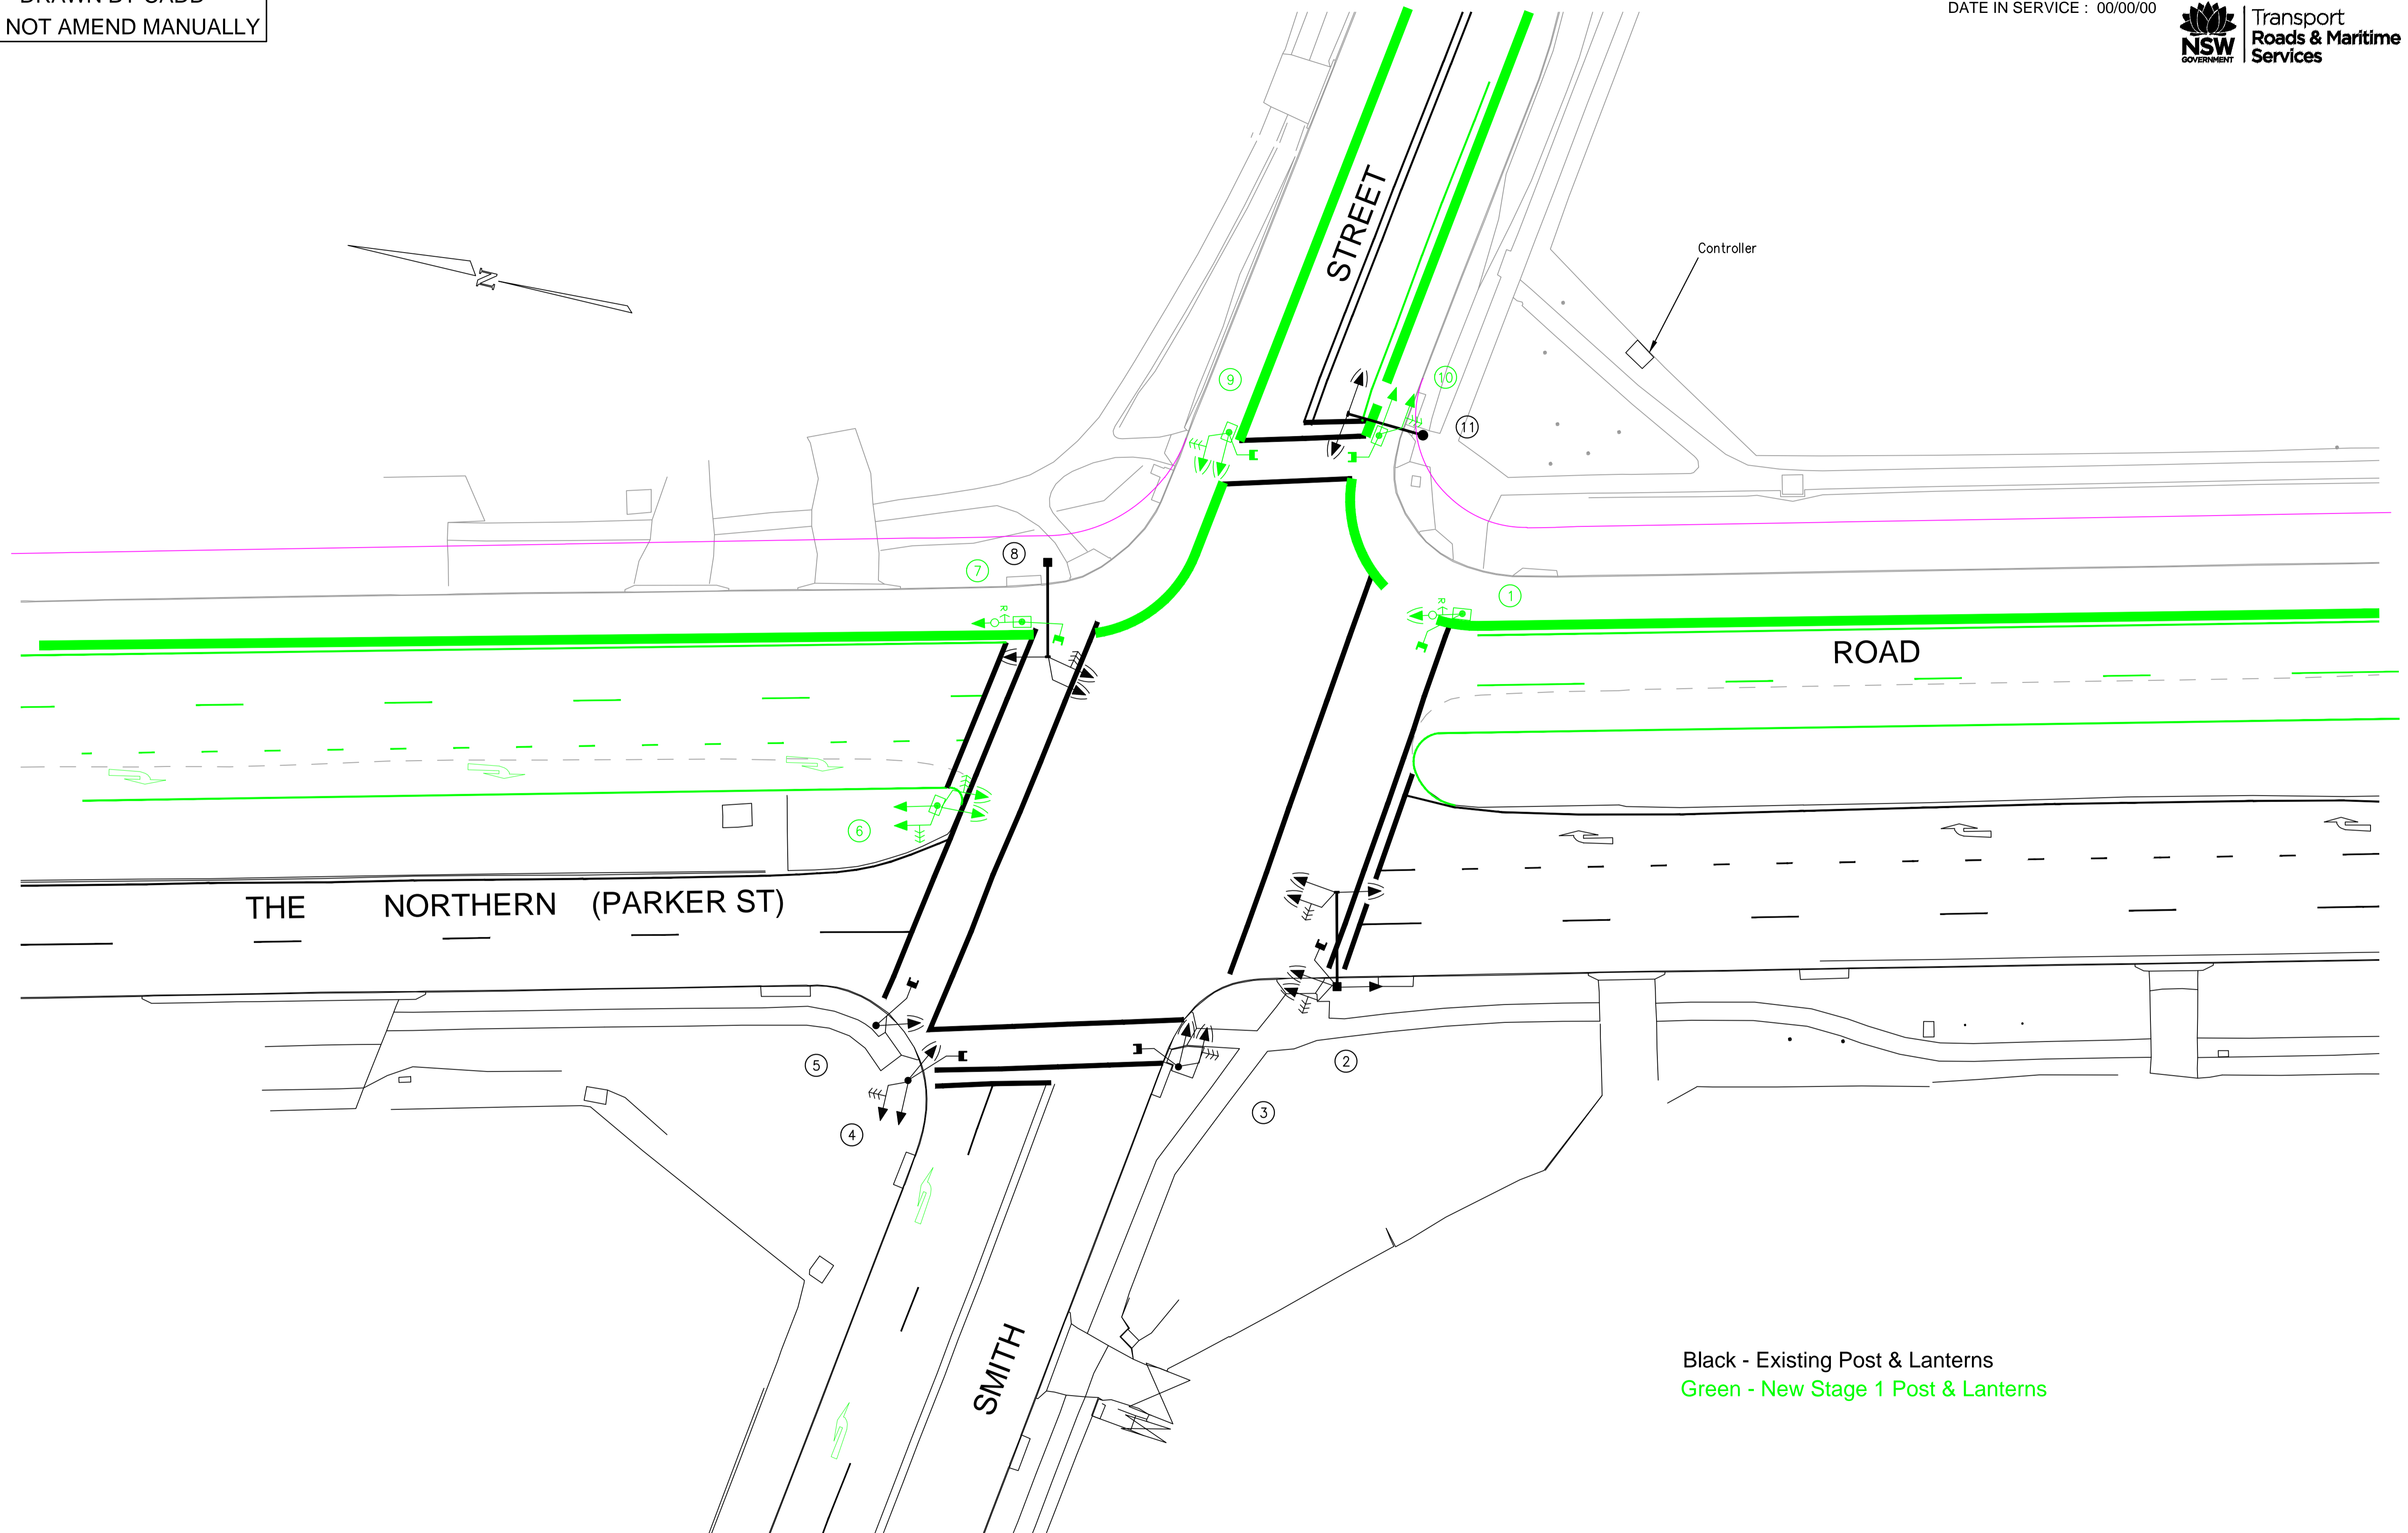 NOT AMEND MANUALLY
DATE IN SERVICE : 00/00/00
NSW
GOVERNMENT
Transport
Roads & Maritime
Services
STREET
Controller
N
9
10
11
8
7
R
R
1
ROAD
6
THE NORTHERN (PARKER ST)
5
2
3
4
SMITH
Black - Existing Post & Lanterns
Green - New Stage 1 Post & Lanterns